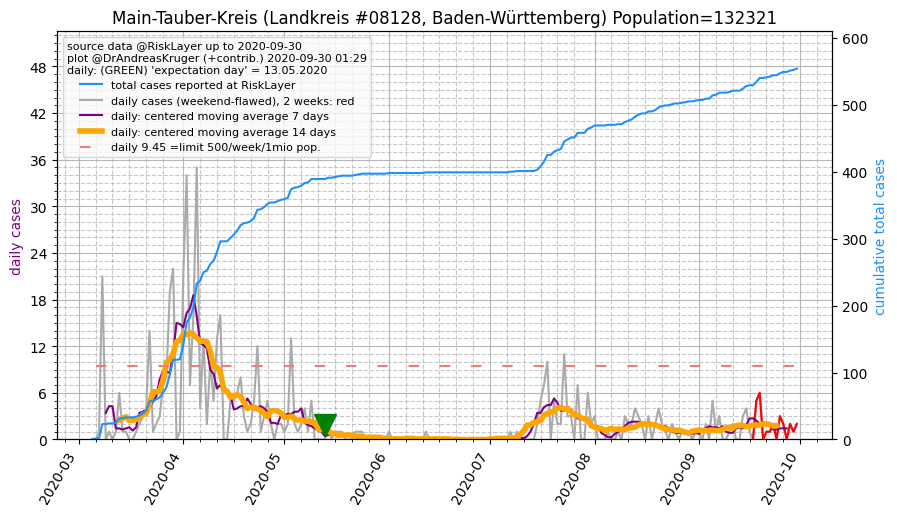 Main-Tauber-Kreis (Landkreis #08128, Baden-Württemberg) Population=132321
source data @RiskLayer up to 2020-09-30
plot @DrAndreasKruger (+contrib.) 2020-09-30 01:29
daily: (GREEN) 'expectation day' = 13.05.2020
total cases reported at RiskLayer
daily cases (weekend-flawed), 2 weeks: red
daily: centered moving average 7 days
daily: centered moving average 14 days
daily 9.45 =limit 500/week/1mio pop.
daily cases
48
42
36
30
24
18
12
6
0
cumulative total cases
600
500
400
300
200
100
0
2020-03
2020-04
2020-05
2020-06
2020-07
2020-08
2020-09
2020-10